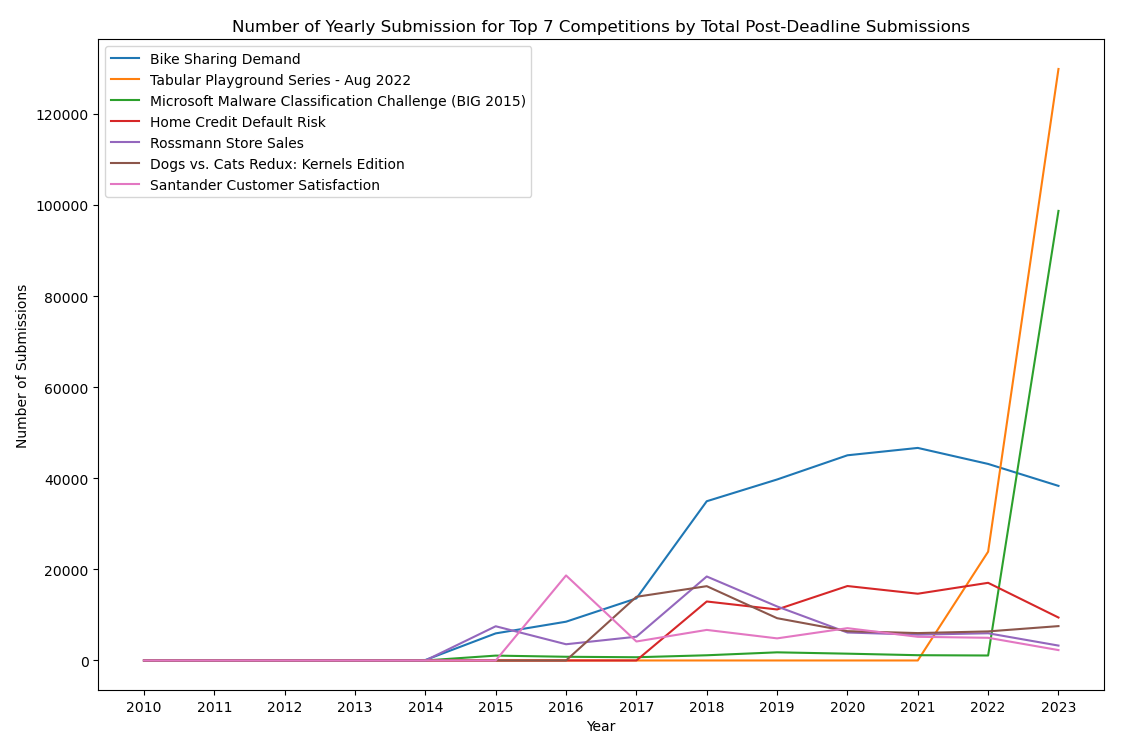 Number of Yearly Submission for Top 7 Competitions by Total Post-Deadline Submissions
Bike Sharing Demand
Tabular Playground Series - Aug 2022
Microsoft Malware Classification Challenge (BIG 2015)
Home Credit Default Risk
Rossmann Store Sales
Dogs vs. Cats Redux: Kernels Edition
Santander Customer Satisfaction
120000
100000
80000
60000
40000
20000
0
Number of Submissions
2010 2011 2012 2013 2014 2015 2016 2017 2018 2019 2020 2021 2022 2023
Year